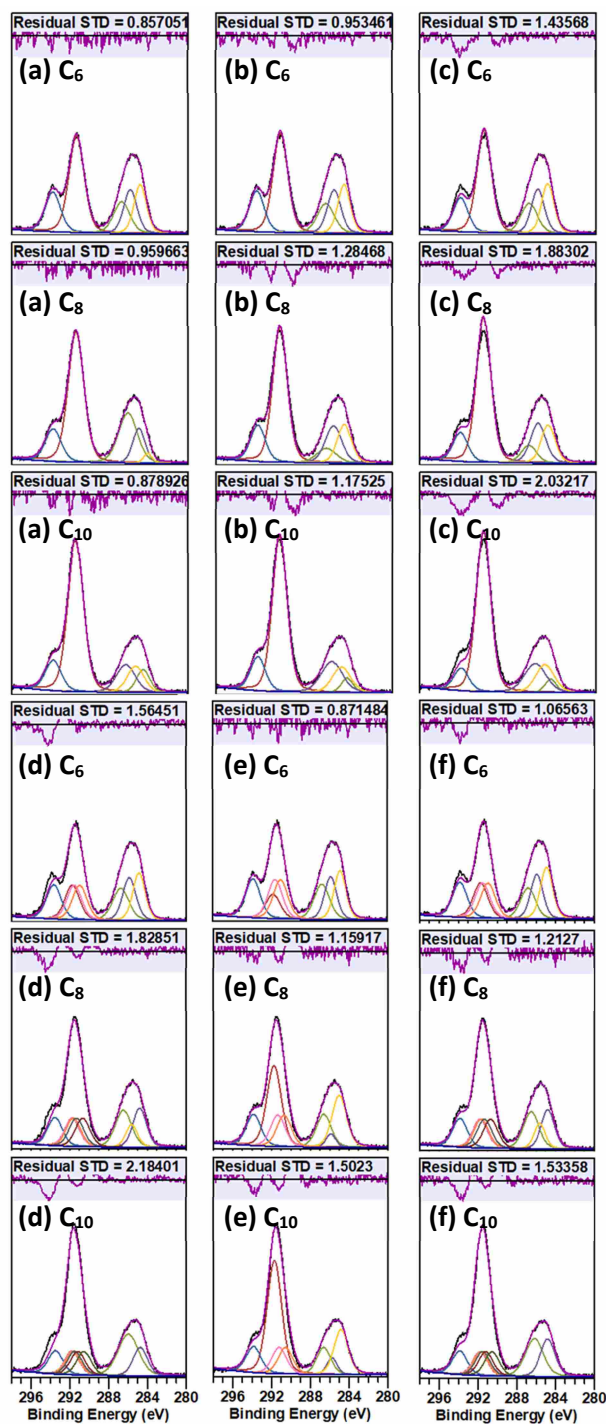 Residual STD = 0.857051
Residual STD = 0.953461
Residual STD = 1.43568
(a) C₆
(b) C₆
(c) C₆
Residual STD = 0.959663
Residual STD = 1.28468
Residual STD = 1.88302
(a) C₈
(b) C₈
(c) C₈
Residual STD = 0.878926
Residual STD = 1.17525
Residual STD = 2.03217
(a) C₁₀
(b) C₁₀
(c) C₁₀
Residual STD = 1.56451
Residual STD = 0.871484
Residual STD = 1.06563
(d) C₆
(e) C₆
(f) C₆
Residual STD = 1.82851
Residual STD = 1.15917
Residual STD = 1.2127
(d) C₈
(e) C₈
(f) C₈
Residual STD = 2.18401
Residual STD = 1.5023
Residual STD = 1.53358
(d) C₁₀
(e) C₁₀
(f) C₁₀
296 292 288 284 280
296 292 288 284 280
296 292 288 284 280
Binding Energy (eV)
Binding Energy (eV)
Binding Energy (eV)